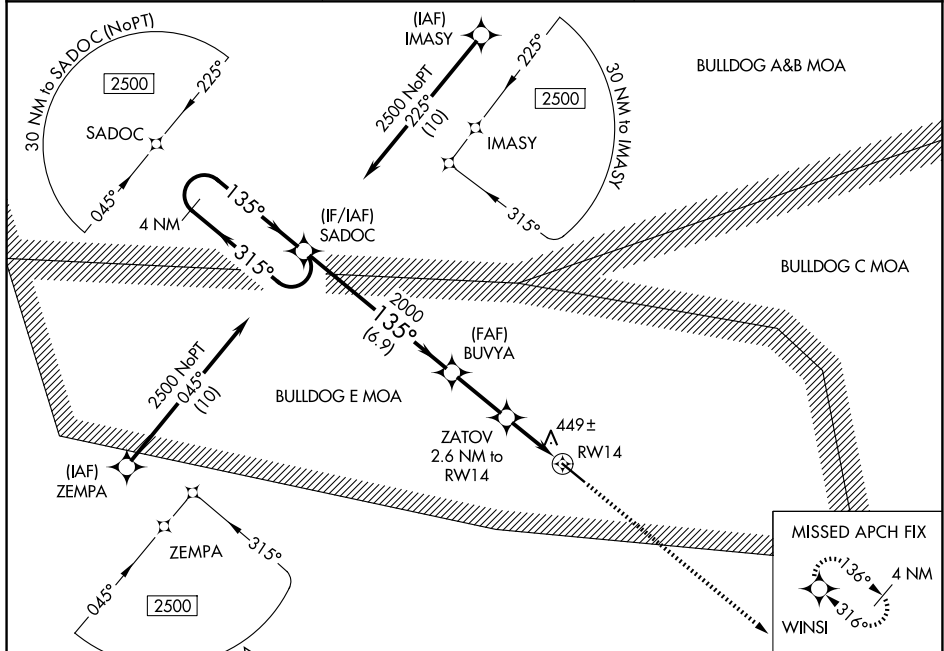 30 NM to SADOC (NoPT)
2500
225°
SADOC
045°
(IAF)
IMASY
2500 NoPT
225°
(10)
225°
2500
IMASY
315°
30 NM to IMASY
BULLDOG A&B MOA
135°
4 NM
315°
(IF/IAF)
SADOC
BULLDOG C MOA
2000
135°
(6.9)
(FAF)
BUVYA
2500 NoPT
045°
(10)
BULLDOG E MOA
ZATOV
2.6 NM to
RW14
449±
RW14
(IAF)
ZEMPA
ZEMPA
045°
315°
2500
MISSED APCH FIX
136°
4 NM
316°
WINSI